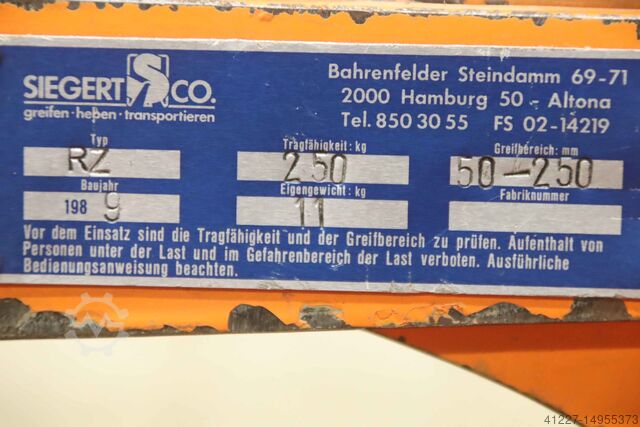 SIEGERT & CO.
greifen · heben · transportieren
Bahrenfelder Steindamm 69-71
2000 Hamburg 50 - Altona
Tel. 850 30 55 FS 02-14219
Typ
RZ
Tragfähigkeit: kg
250
Greifbereich: mm
50-250
Baujahr
1989
Eigengewicht: kg
11
Fabriknummer
Vor dem Einsatz sind die Tragfähigkeit und der Greifbereich zu prüfen. Aufenthalt von
Personen unter der Last und im Gefahrenbereich der Last verboten. Ausführliche
Bedienungsanweisung beachten.
41227-14955373